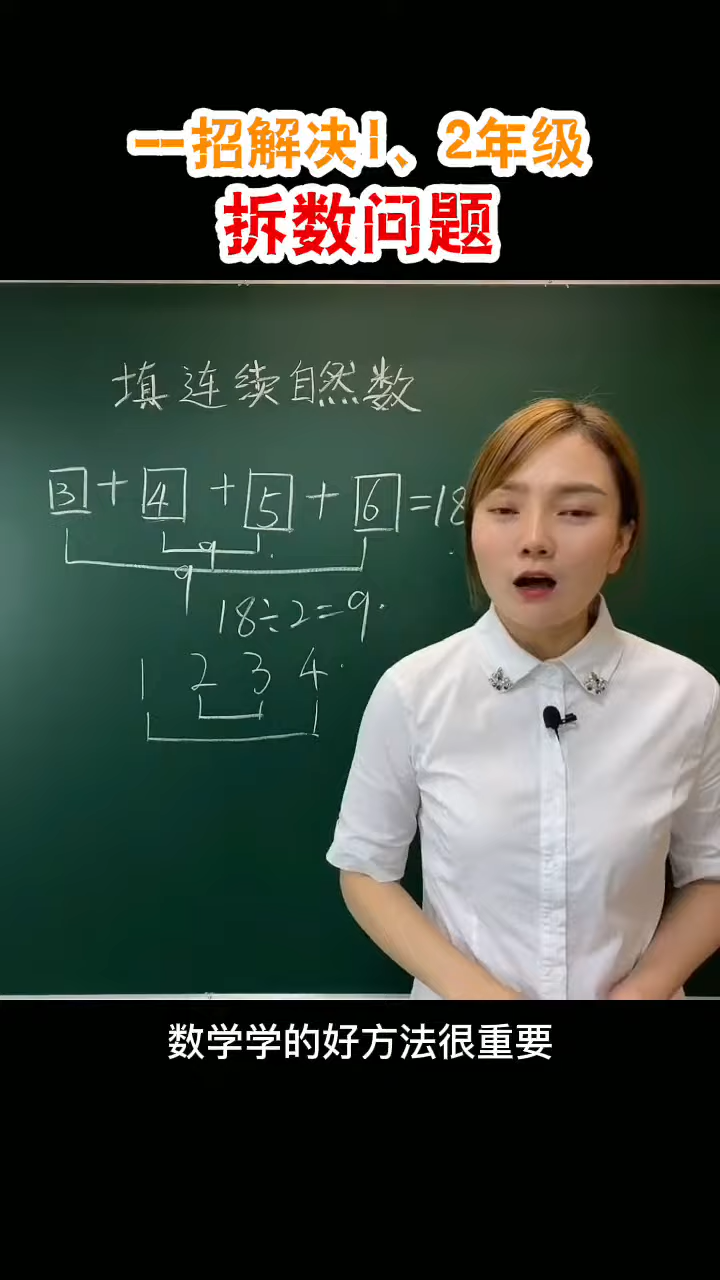 一招解决1、2年级
拆数问题
填连续自然数
3+4+5+6=18
9
9
18÷2=9.
1 2 3 4.
数学学的好方法很重要